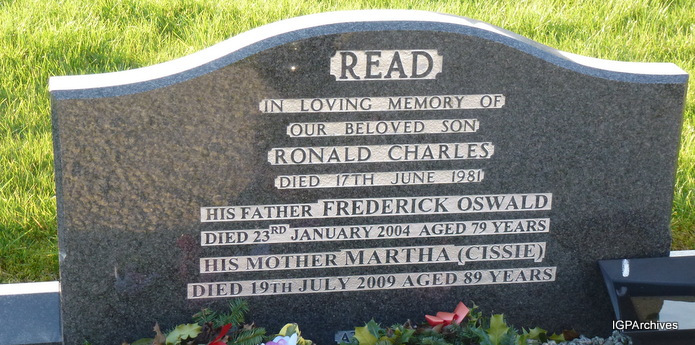 READ
IN LOVING MEMORY OF
OUR BELOVED SON
RONALD CHARLES
DIED 17TH JUNE 1981
HIS FATHER FREDERICK OSWALD
DIED 23RD JANUARY 2004 AGED 79 YEARS
HIS MOTHER MARTHA (CISSIE)
DIED 19TH JULY 2009 AGED 89 YEARS
IGPArchives